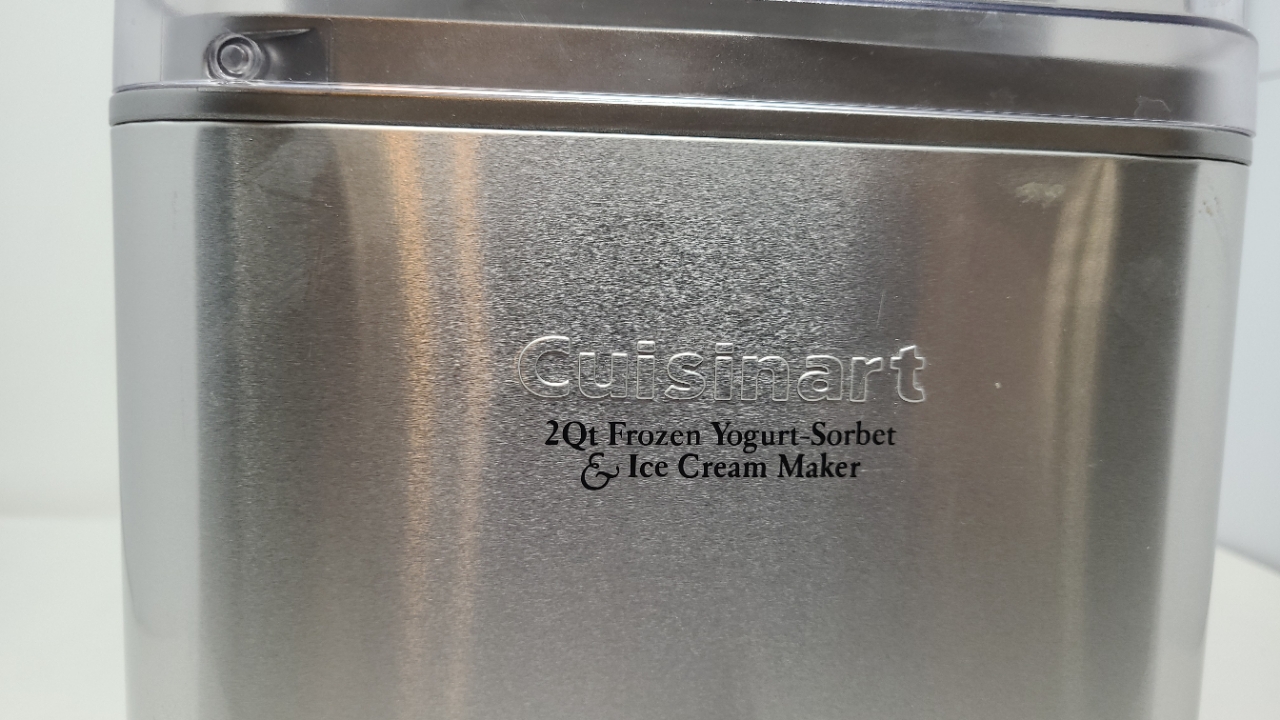 Cuisinart
2Qt Frozen Yogurt-Sorbet
& Ice Cream Maker